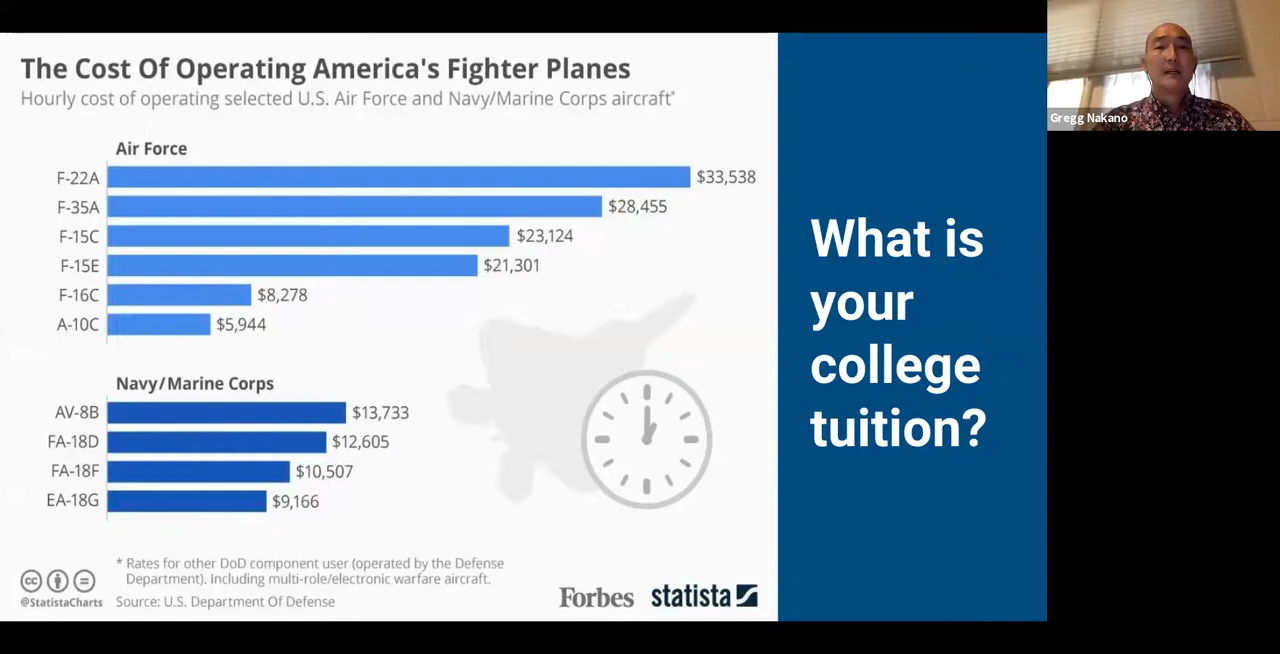 The Cost Of Operating America's Fighter Planes
Hourly cost of operating selected U.S. Air Force and Navy/Marine Corps aircraft*
Air Force
F-22A $33,538
F-35A $28,455
F-15C $23,124
F-15E $21,301
F-16C $8,278
A-10C $5,944
Navy/Marine Corps
AV-8B $13,733
FA-18D $12,605
FA-18F $10,507
EA-18G $9,166
* Rates for other DoD component user (operated by the Defense
Department). Including multi-role/electronic warfare aircraft.
cc
@StatistaCharts Source: U.S. Department Of Defense
Forbes statista
What is
your
college
tuition?
Gregg Nakano